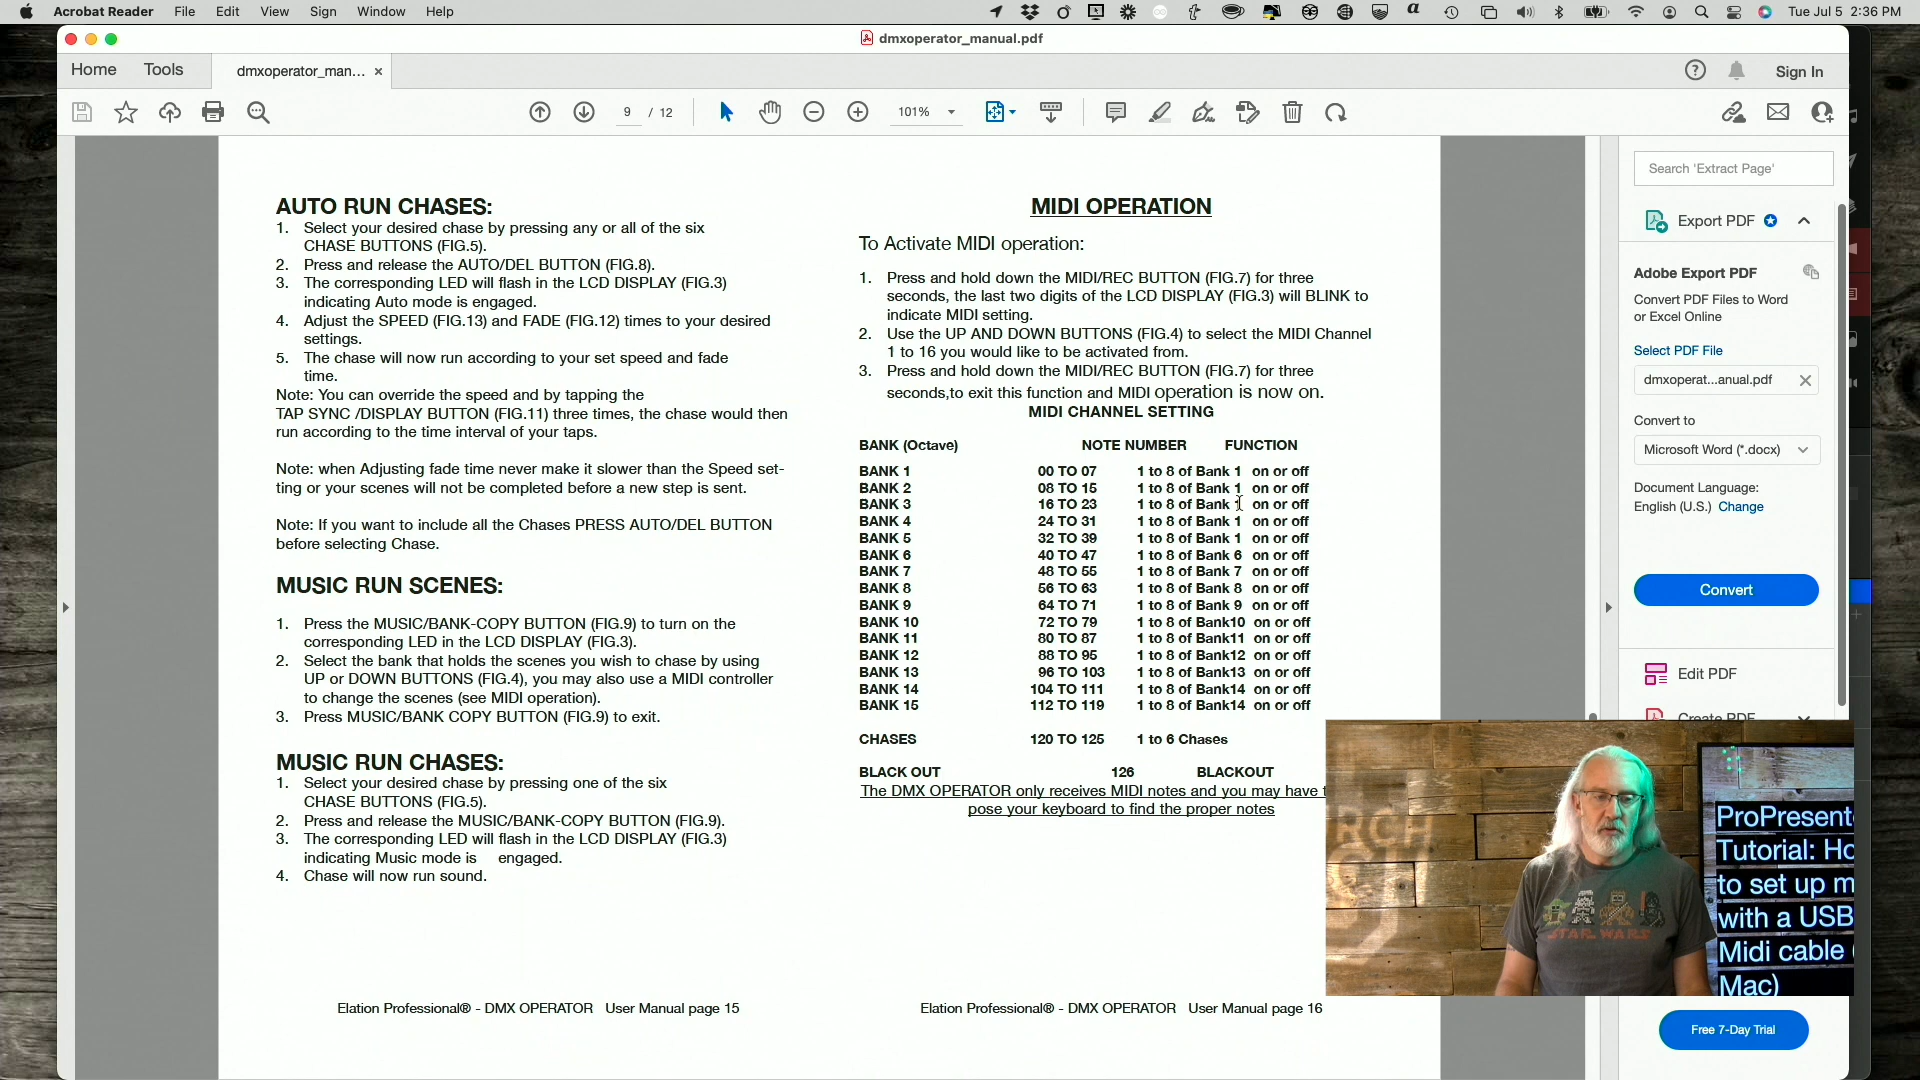 Acrobat Reader File Edit View Sign Window Help
Tue Jul 5 2:36 PM
dmxoperator_manual.pdf
Home Tools dmxoperator_man... ×
Sign In
9 / 12
101%
AUTO RUN CHASES:
1. Select your desired chase by pressing any or all of the six
CHASE BUTTONS (FIG.5).
2. Press and release the AUTO/DEL BUTTON (FIG.8).
3. The corresponding LED will flash in the LCD DISPLAY (FIG.3)
indicating Auto mode is engaged.
4. Adjust the SPEED (FIG.13) and FADE (FIG.12) times to your desired
settings.
5. The chase will now run according to your set speed and fade
time.
Note: You can override the speed and by tapping the
TAP SYNC /DISPLAY BUTTON (FIG.11) three times, the chase would then
run according to the time interval of your taps.
Note: when Adjusting fade time never make it slower than the Speed set-
ting or your scenes will not be completed before a new step is sent.
Note: If you want to include all the Chases PRESS AUTO/DEL BUTTON
before selecting Chase.
MUSIC RUN SCENES:
1. Press the MUSIC/BANK-COPY BUTTON (FIG.9) to turn on the
corresponding LED in the LCD DISPLAY (FIG.3).
2. Select the bank that holds the scenes you wish to chase by using
UP or DOWN BUTTONS (FIG.4), you may also use a MIDI controller
to change the scenes (see MIDI operation).
3. Press MUSIC/BANK COPY BUTTON (FIG.9) to exit.
MUSIC RUN CHASES:
1. Select your desired chase by pressing one of the six
CHASE BUTTONS (FIG.5).
2. Press and release the MUSIC/BANK-COPY BUTTON (FIG.9).
3. The corresponding LED will flash in the LCD DISPLAY (FIG.3)
indicating Music mode is engaged.
4. Chase will now run sound.
Elation Professional® - DMX OPERATOR User Manual page 15
MIDI OPERATION
To Activate MIDI operation:
1. Press and hold down the MIDI/REC BUTTON (FIG.7) for three
seconds, the last two digits of the LCD DISPLAY (FIG.3) will BLINK to
indicate MIDI setting.
2. Use the UP AND DOWN BUTTONS (FIG.4) to select the MIDI Channel
1 to 16 you would like to be activated from.
3. Press and hold down the MIDI/REC BUTTON (FIG.7) for three
seconds,to exit this function and MIDI operation is now on.
MIDI CHANNEL SETTING
BANK (Octave) NOTE NUMBER FUNCTION
BANK 1 00 TO 07 1 to 8 of Bank 1 on or off
BANK 2 08 TO 15 1 to 8 of Bank 1 on or off
BANK 3 16 TO 23 1 to 8 of Bank 1 on or off
BANK 4 24 TO 31 1 to 8 of Bank 1 on or off
BANK 5 32 TO 39 1 to 8 of Bank 1 on or off
BANK 6 40 TO 47 1 to 8 of Bank 6 on or off
BANK 7 48 TO 55 1 to 8 of Bank 7 on or off
BANK 8 56 TO 63 1 to 8 of Bank 8 on or off
BANK 9 64 TO 71 1 to 8 of Bank 9 on or off
BANK 10 72 TO 79 1 to 8 of Bank10 on or off
BANK 11 80 TO 87 1 to 8 of Bank11 on or off
BANK 12 88 TO 95 1 to 8 of Bank12 on or off
BANK 13 96 TO 103 1 to 8 of Bank13 on or off
BANK 14 104 TO 111 1 to 8 of Bank14 on or off
BANK 15 112 TO 119 1 to 8 of Bank14 on or off
CHASES 120 TO 125 1 to 6 Chases
BLACK OUT 126 BLACKOUT
The DMX OPERATOR only receives MIDI notes and you may have
pose your keyboard to find the proper notes
Elation Professional® - DMX OPERATOR User Manual page 16
Search 'Extract Page'
Export PDF
Adobe Export PDF
Convert PDF Files to Word
or Excel Online
Select PDF File
dmxoperat...anual.pdf
Convert to
Microsoft Word (*.docx)
Document Language:
English (U.S.) Change
Convert
Edit PDF
Create PDF
Free 7-Day Trial
RCH
STAR WARS
ProPresent
Tutorial: Ho
to set up m
with a USB
Midi cable (
Mac)